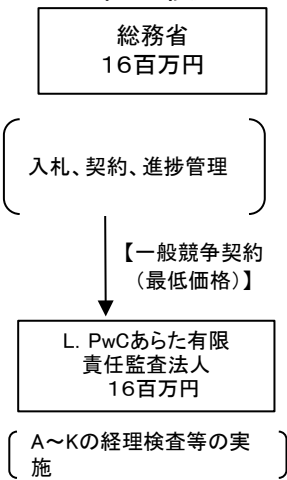 総務省
16百万円
入札、契約、進捗管理
【一般競争契約
（最低価格）】
L. PwCあらた有限
責任監査法人
16百万円
A～Kの経理検査等の実
施